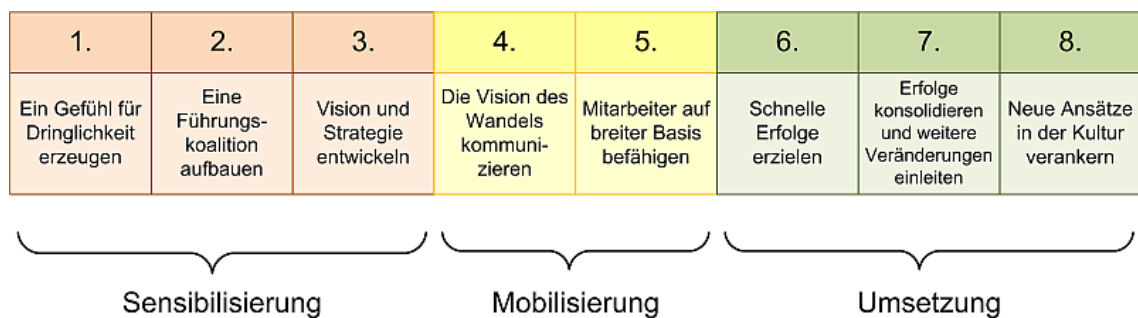 1.
2.
3.
4.
5.
6.
7.
8.
Ein Gefühl für
Dringlichkeit
erzeugen
Eine
Führungs-
koalition
aufbauen
Vision und
Strategie
entwickeln
Die Vision des
Wandels
kommuni-
zieren
Mitarbeiter auf
breiter Basis
befähigen
Schnelle
Erfolge
erzielen
Erfolge
konsolidieren
und weitere
Veränderungen
einleiten
Neue Ansätze
in der Kultur
verankern
Sensibilisierung
Mobilisierung
Umsetzung